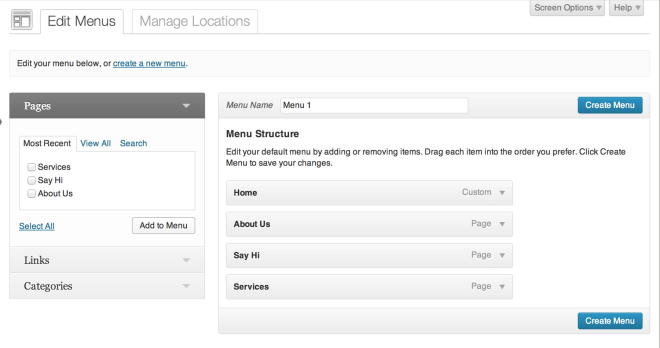 Screen Options Help
Edit Menus Manage Locations
Edit your menu below, or create a new menu.
Pages
Most Recent View All Search
Services
Say Hi
About Us
Select All Add to Menu
Links
Categories
Menu Name Menu 1 Create Menu
Menu Structure
Edit your default menu by adding or removing items. Drag each item into the order you prefer. Click Create
Menu to save your changes.
Home Custom
About Us Page
Say Hi Page
Services Page
Create Menu